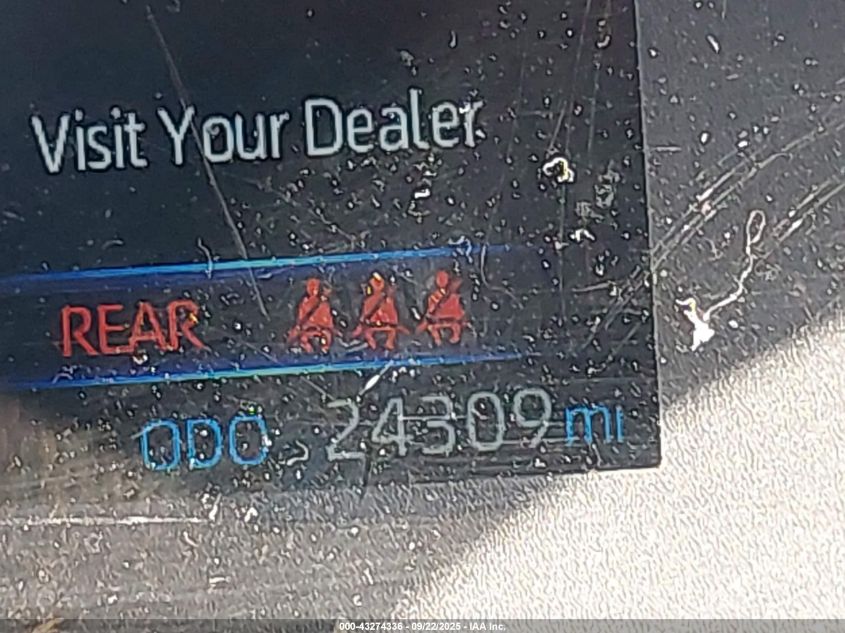 Visit Your Dealer
REAR
ODO 24309 mi
000-43274336 - 09/22/2025 - IAA Inc.